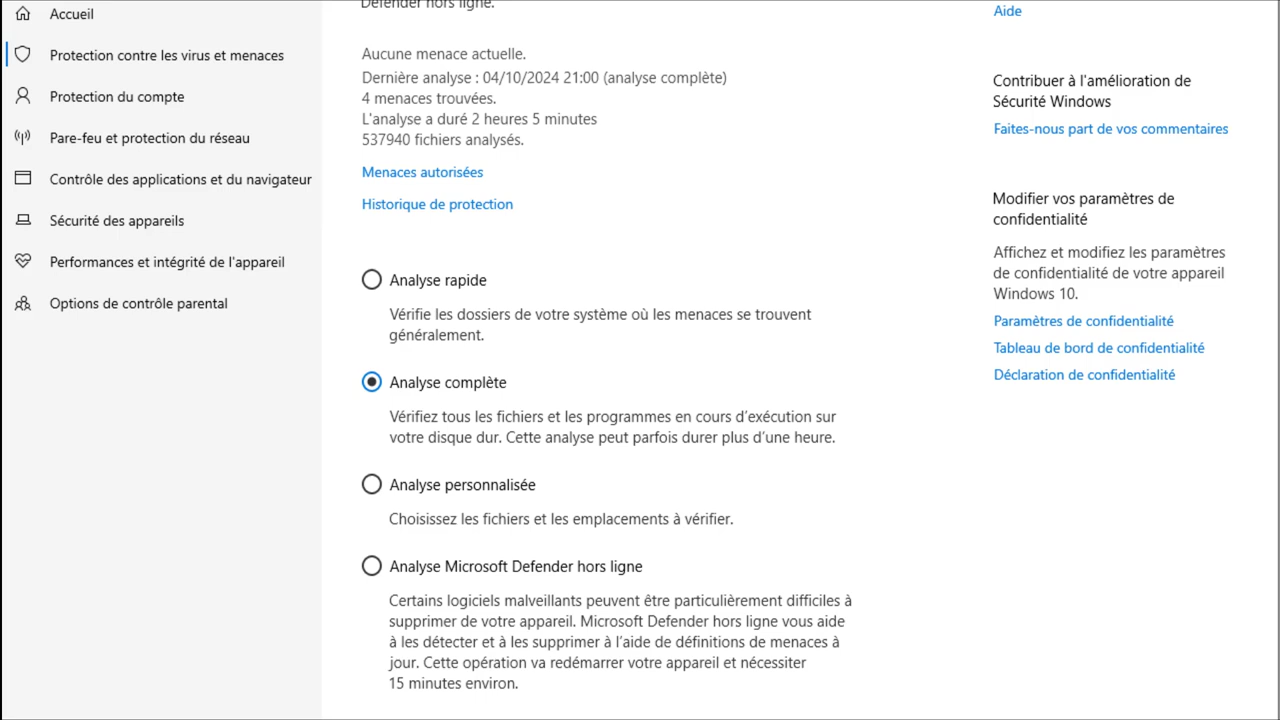 Accueil
Protection contre les virus et menaces
Protection du compte
Pare-feu et protection du réseau
Contrôle des applications et du navigateur
Sécurité des appareils
Performances et intégrité de l'appareil
Options de contrôle parental
Defender hors ligne.
Aucune menace actuelle.
Dernière analyse : 04/10/2024 21:00 (analyse complète)
4 menaces trouvées.
L'analyse a duré 2 heures 5 minutes
537940 fichiers analysés.
Menaces autorisées
Historique de protection
Analyse rapide
Vérifie les dossiers de votre système où les menaces se trouvent
généralement.
Analyse complète
Vérifiez tous les fichiers et les programmes en cours d’exécution sur
votre disque dur. Cette analyse peut parfois durer plus d’une heure.
Analyse personnalisée
Choisissez les fichiers et les emplacements à vérifier.
Analyse Microsoft Defender hors ligne
Certains logiciels malveillants peuvent être particulièrement difficiles à
supprimer de votre appareil. Microsoft Defender hors ligne vous aide
à les détecter et à les supprimer à l’aide de définitions de menaces à
jour. Cette opération va redémarrer votre appareil et nécessiter
15 minutes environ.
Aide
Contribuer à l'amélioration de
Sécurité Windows
Faites-nous part de vos commentaires
Modifier vos paramètres de
confidentialité
Affichez et modifiez les paramètres
de confidentialité de votre appareil
Windows 10.
Paramètres de confidentialité
Tableau de bord de confidentialité
Déclaration de confidentialité